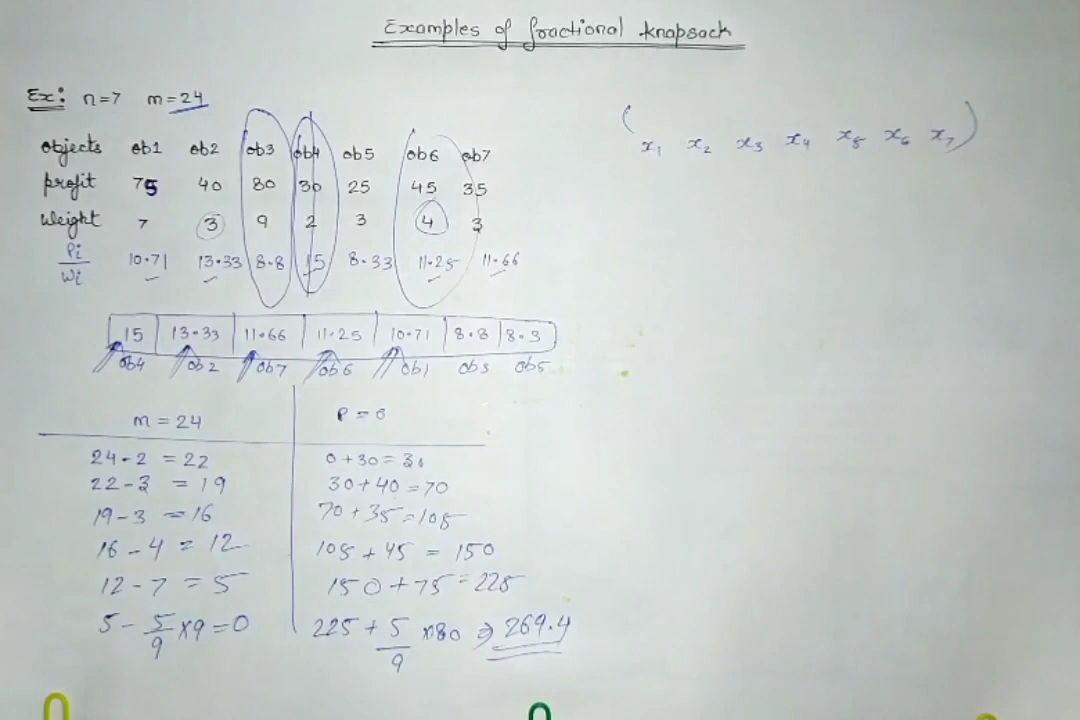 Examples of fractional knapsack
Ex: n=7 m=24
( x1 x2 x3 x4 x5 x6 x7 )
objects ob1 ob2 ob3 ob4 ob5 ob6 ob7
profit 75 40 80 30 25 45 35
Weight 7 3 9 2 3 4 3
Pi/Wi 10.71 13.33 8.8 15 8.33 11.25 11.66
15 13.33 11.66 11.25 10.71 8.8 8.3
ob4 ob2 ob7 ob6 ob1 ob3 ob5
m = 24 P = 0
24-2 = 22 0+30=30
22-3 = 19 30+40=70
19-3 = 16 70+35=105
16-4 = 12 105+45 = 150
12-7 = 5 150+75=225
5 - 5/9 x9=0 225 + 5/9 x80 ⇒ 269.4